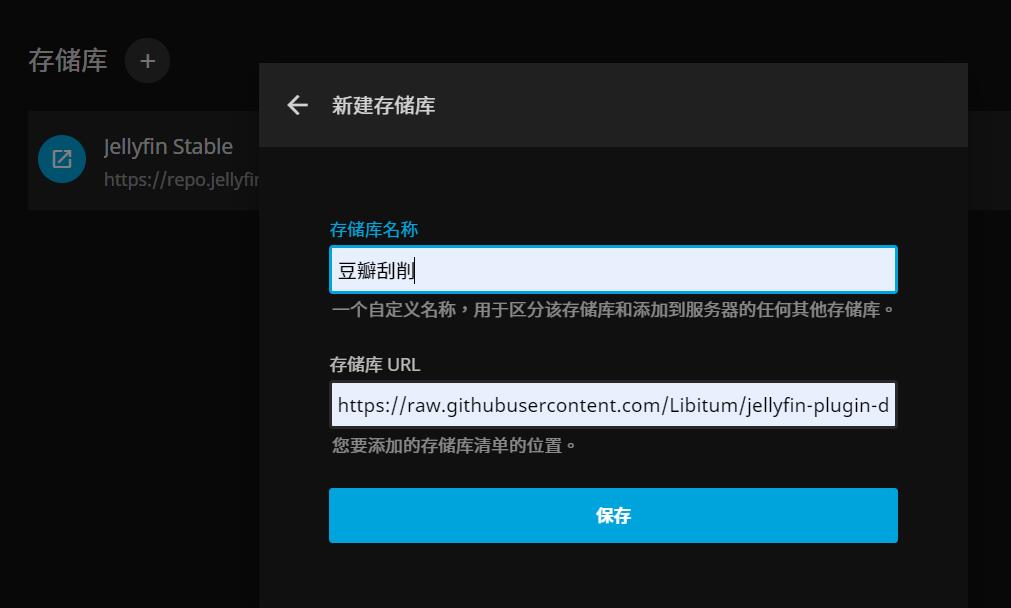 存储库
+
新建存储库
Jellyfin Stable
https://repo.jellyfin
存储库名称
豆瓣刮削
一个自定义名称，用于区分该存储库和添加到服务器的任何其他存储库。
存储库 URL
https://raw.githubusercontent.com/Libitum/jellyfin-plugin-d
您要添加的存储库清单的位置。
保存